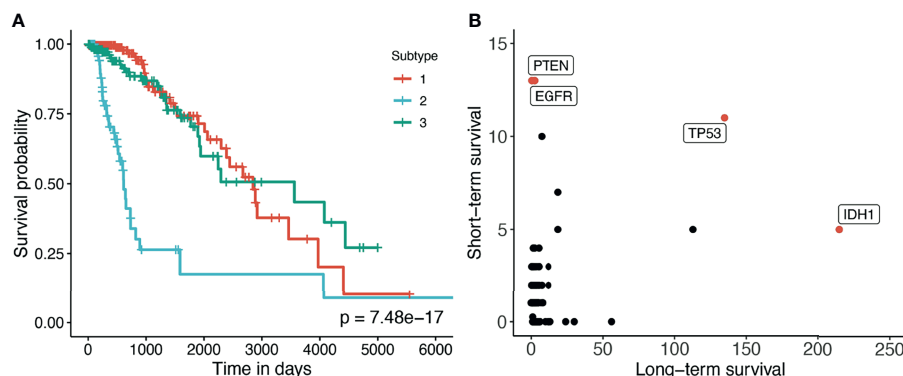 A
1.00
0.75
0.50
0.25
0.00
Survival probability
Subtype
1
2
3
p = 7.48e−17
0 1000 2000 3000 4000 5000 6000
Time in days
B
15
10
5
0
Short−term survival
PTEN
EGFR
TP53
IDH1
0 50 100 150 200 250
Long−term survival